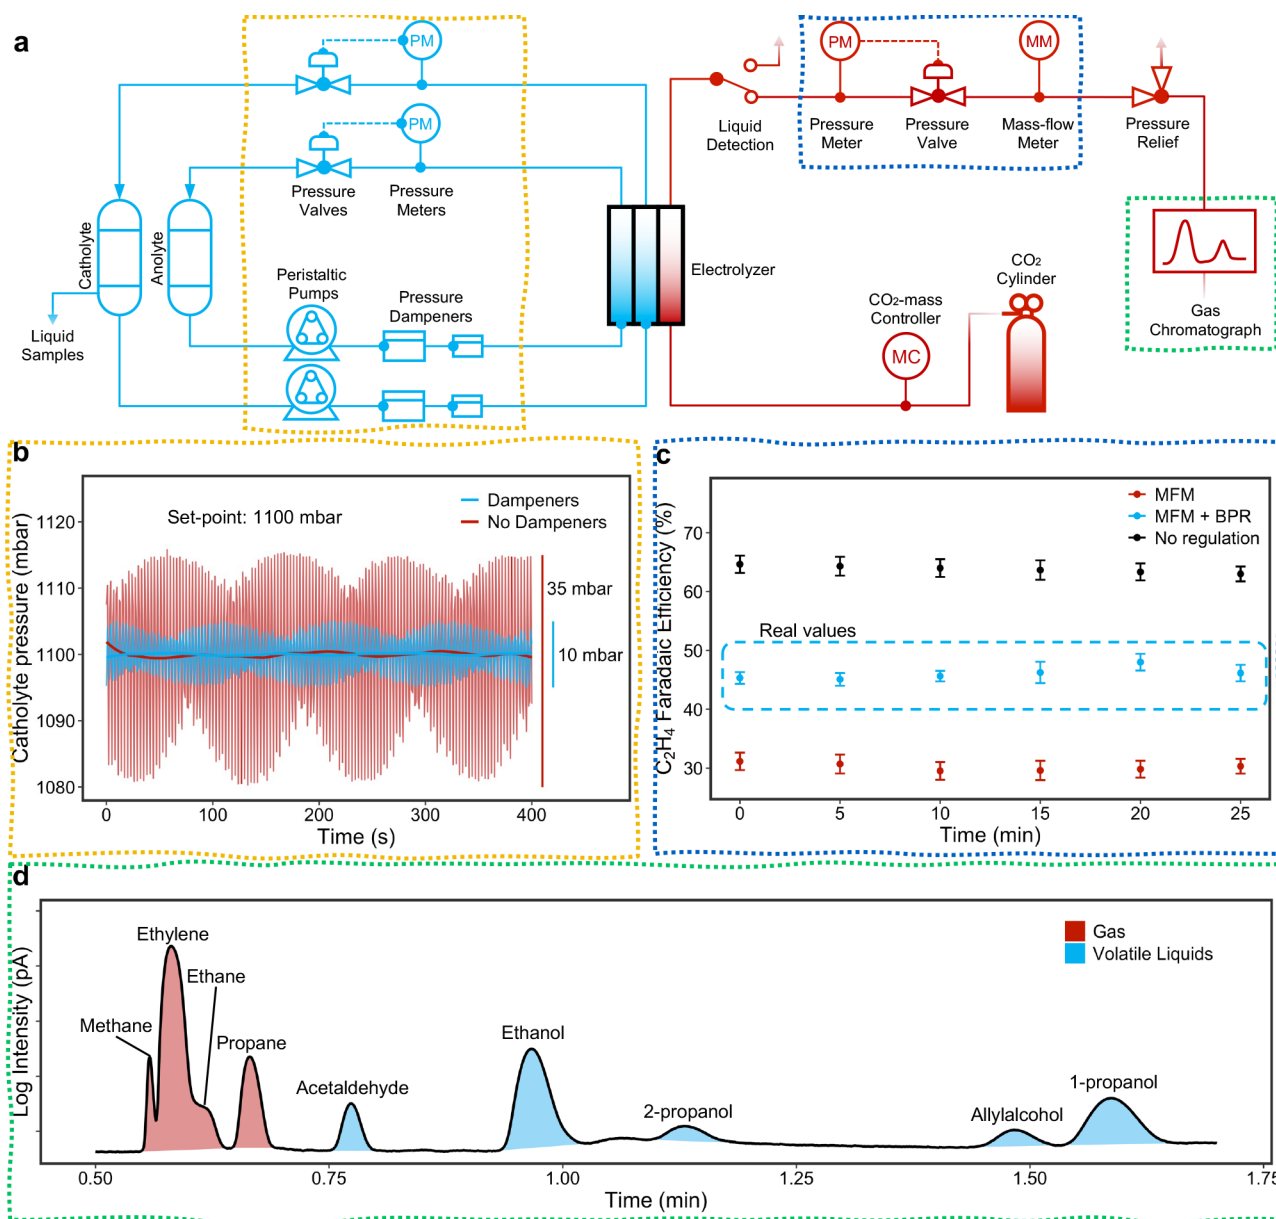 a
PM
PM
Pressure
Valves
Pressure
Meters
Catholyte
Anolyte
Peristaltic
Pumps
Pressure
Dampeners
Liquid
Samples
Electrolyzer
Liquid
Detection
PM
MM
Pressure
Meter
Pressure
Valve
Mass-flow
Meter
Pressure
Relief
CO₂
Cylinder
CO₂-mass
Controller
MC
Gas
Chromatograph
b
Set-point: 1100 mbar
Dampeners
No Dampeners
35 mbar
10 mbar
Catholyte pressure (mbar)
1120
1110
1100
1090
1080
0 100 200 300 400
Time (s)
c
MFM
MFM + BPR
No regulation
Real values
C₂H₄ Faradaic Efficiency (%)
70
60
50
40
30
0 5 10 15 20 25
Time (min)
d
Gas
Volatile Liquids
Ethylene
Ethane
Methane
Propane
Acetaldehyde
Ethanol
2-propanol
Allylalcohol
1-propanol
Log Intensity (pA)
0.50 0.75 1.00 1.25 1.50 1.75
Time (min)